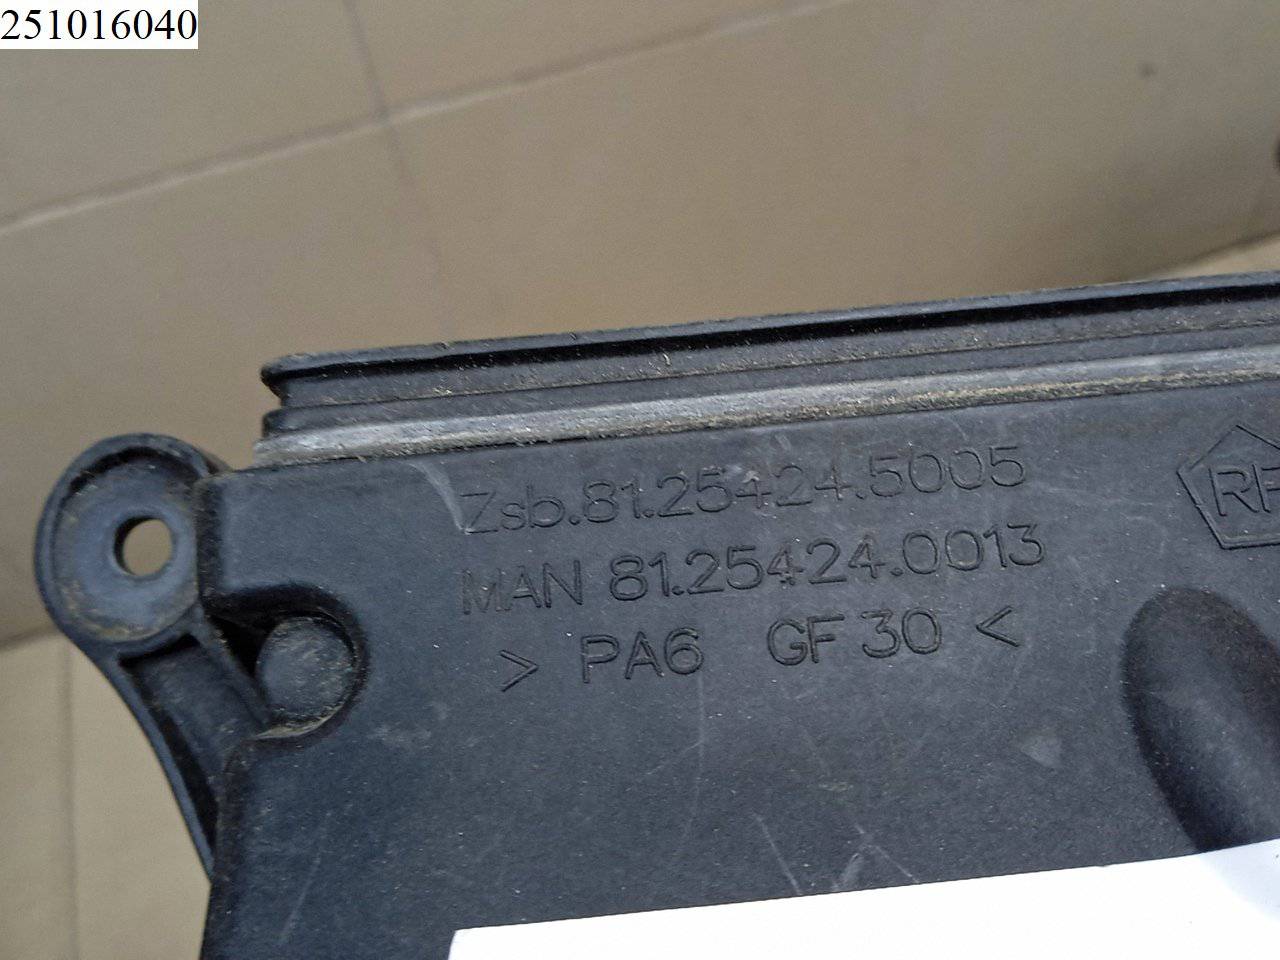 251016040
Zsb.81.25424.5005
MAN 81.25424.0013
> PA6 GF 30 <